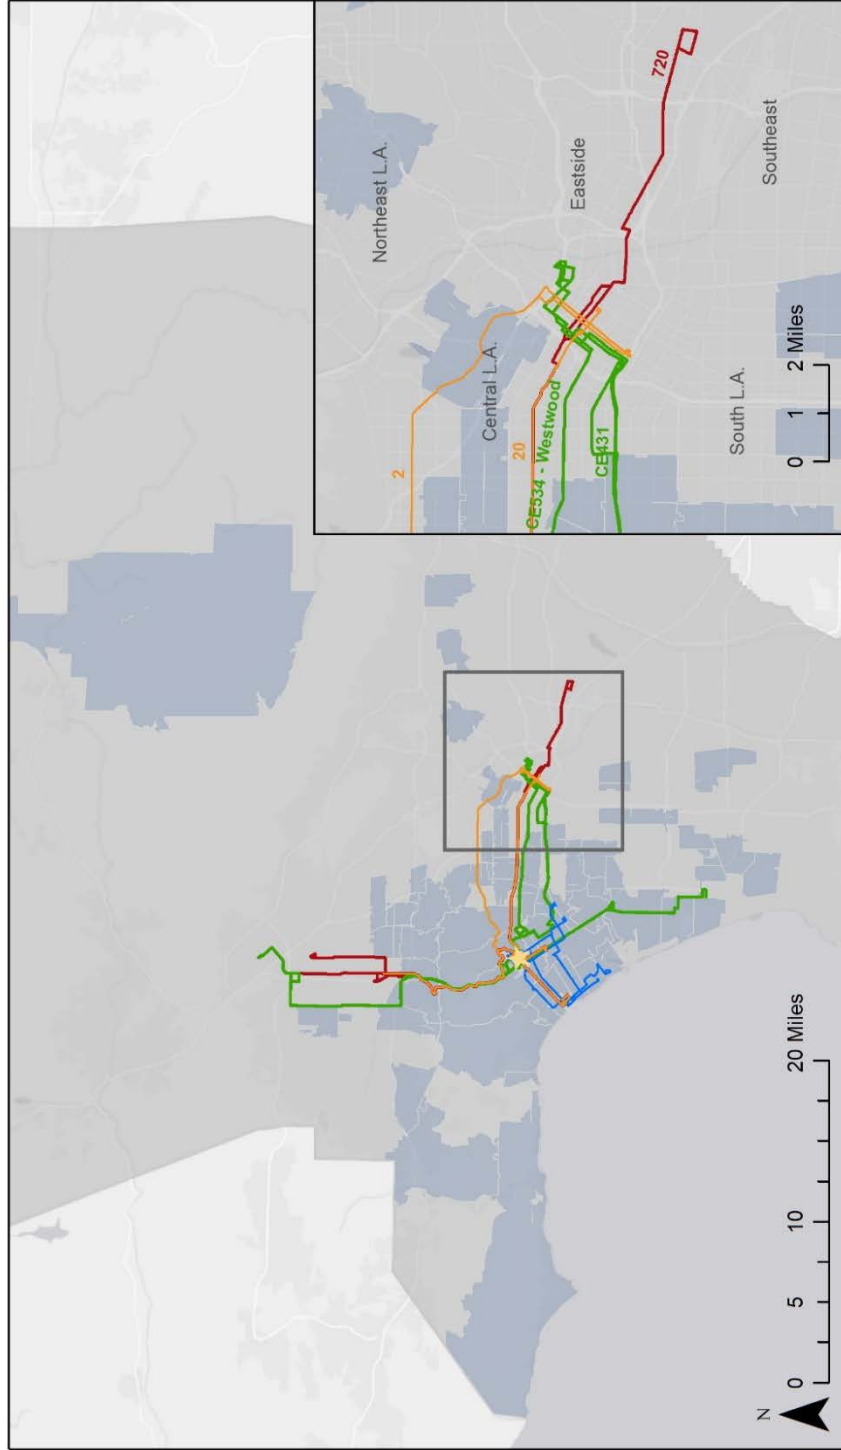 Northeast L.A.
Eastside
720
Southeast
Central L.A.
2
20
CE534 - Westwood
CE431
South L.A.
0 1 2 Miles
N
0 5 10 20 Miles